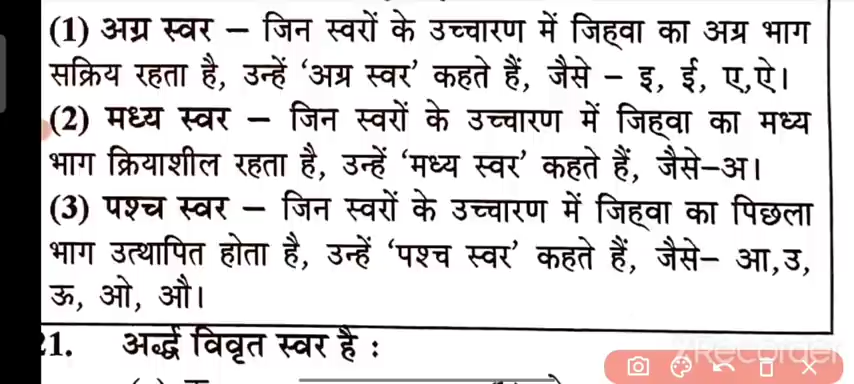 (1) अग्र स्वर – जिन स्वरों के उच्चारण में जिह्वा का अग्र भाग
सक्रिय रहता है, उन्हें ‘अग्र स्वर’ कहते हैं, जैसे – इ, ई, ए,ऐ।
(2) मध्य स्वर – जिन स्वरों के उच्चारण में जिह्वा का मध्य
भाग क्रियाशील रहता है, उन्हें ‘मध्य स्वर’ कहते हैं, जैसे–अ।
(3) पश्च स्वर – जिन स्वरों के उच्चारण में जिह्वा का पिछला
भाग उत्थापित होता है, उन्हें ‘पश्च स्वर’ कहते हैं, जैसे– आ,उ,
ऊ, ओ, औ।
21. अर्द्ध विवृत स्वर है :